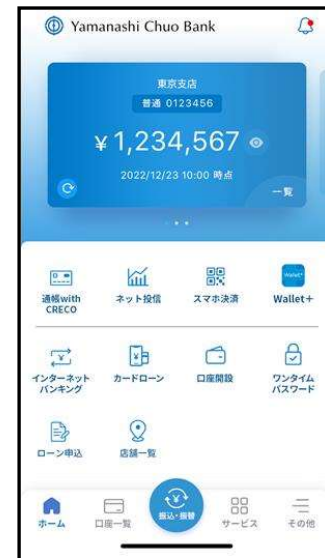 Yamanashi Chuo Bank
東京支店
普通 0123456
¥1,234,567
2022/12/23 10:00 時点
一覧
通帳with
CRECO
ネット投信
スマホ決済
Wallet+
Wallet+
インターネット
バンキング
カードローン
口座開設
ワンタイム
パスワード
ローン申込
店舗一覧
ホーム
口座一覧
振込・振替
サービス
その他